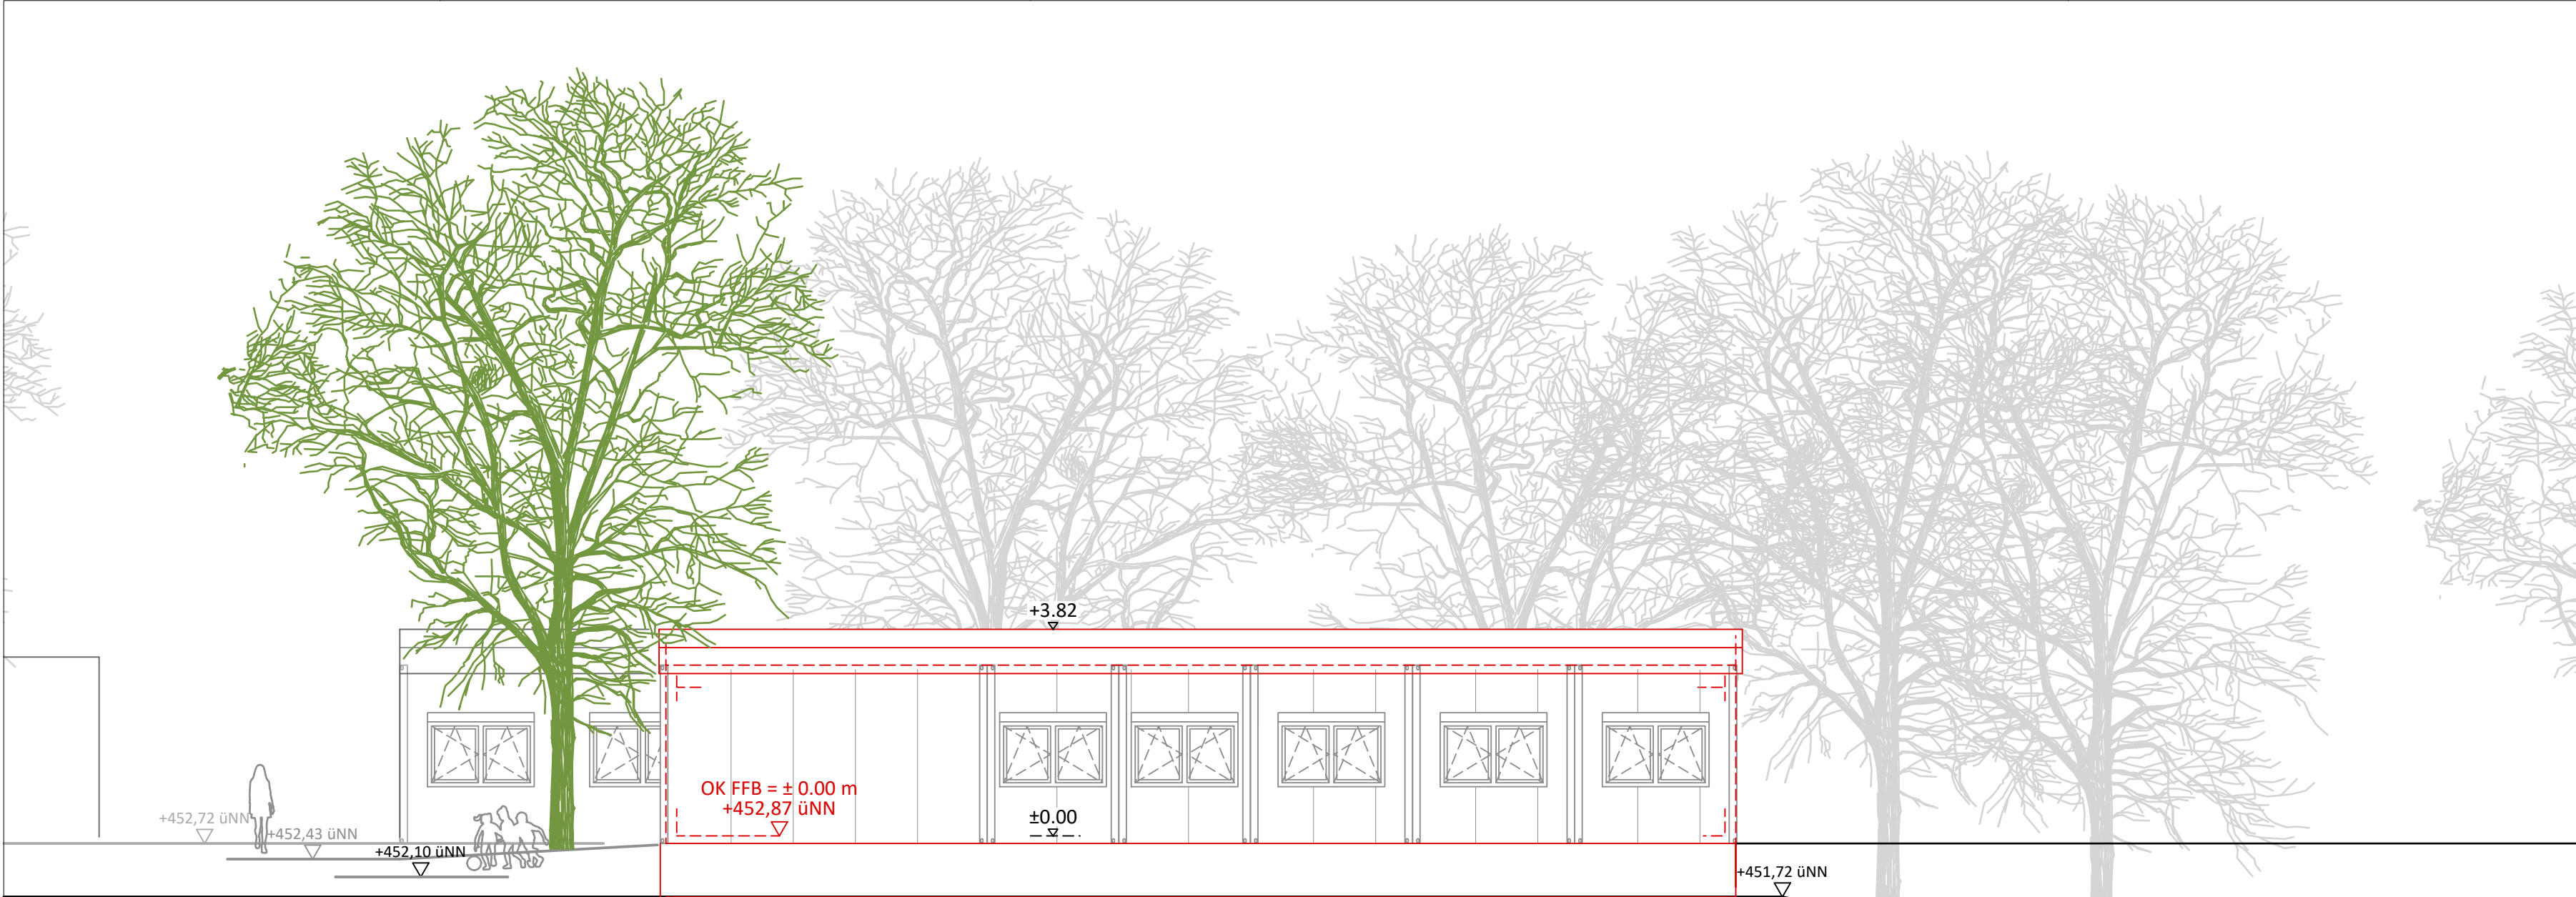 +3.82
OK FFB = ± 0.00 m
+452,87 üNN
±0.00
+452,72 üNN
+452,43 üNN
+452,10 üNN
+451,72 üNN